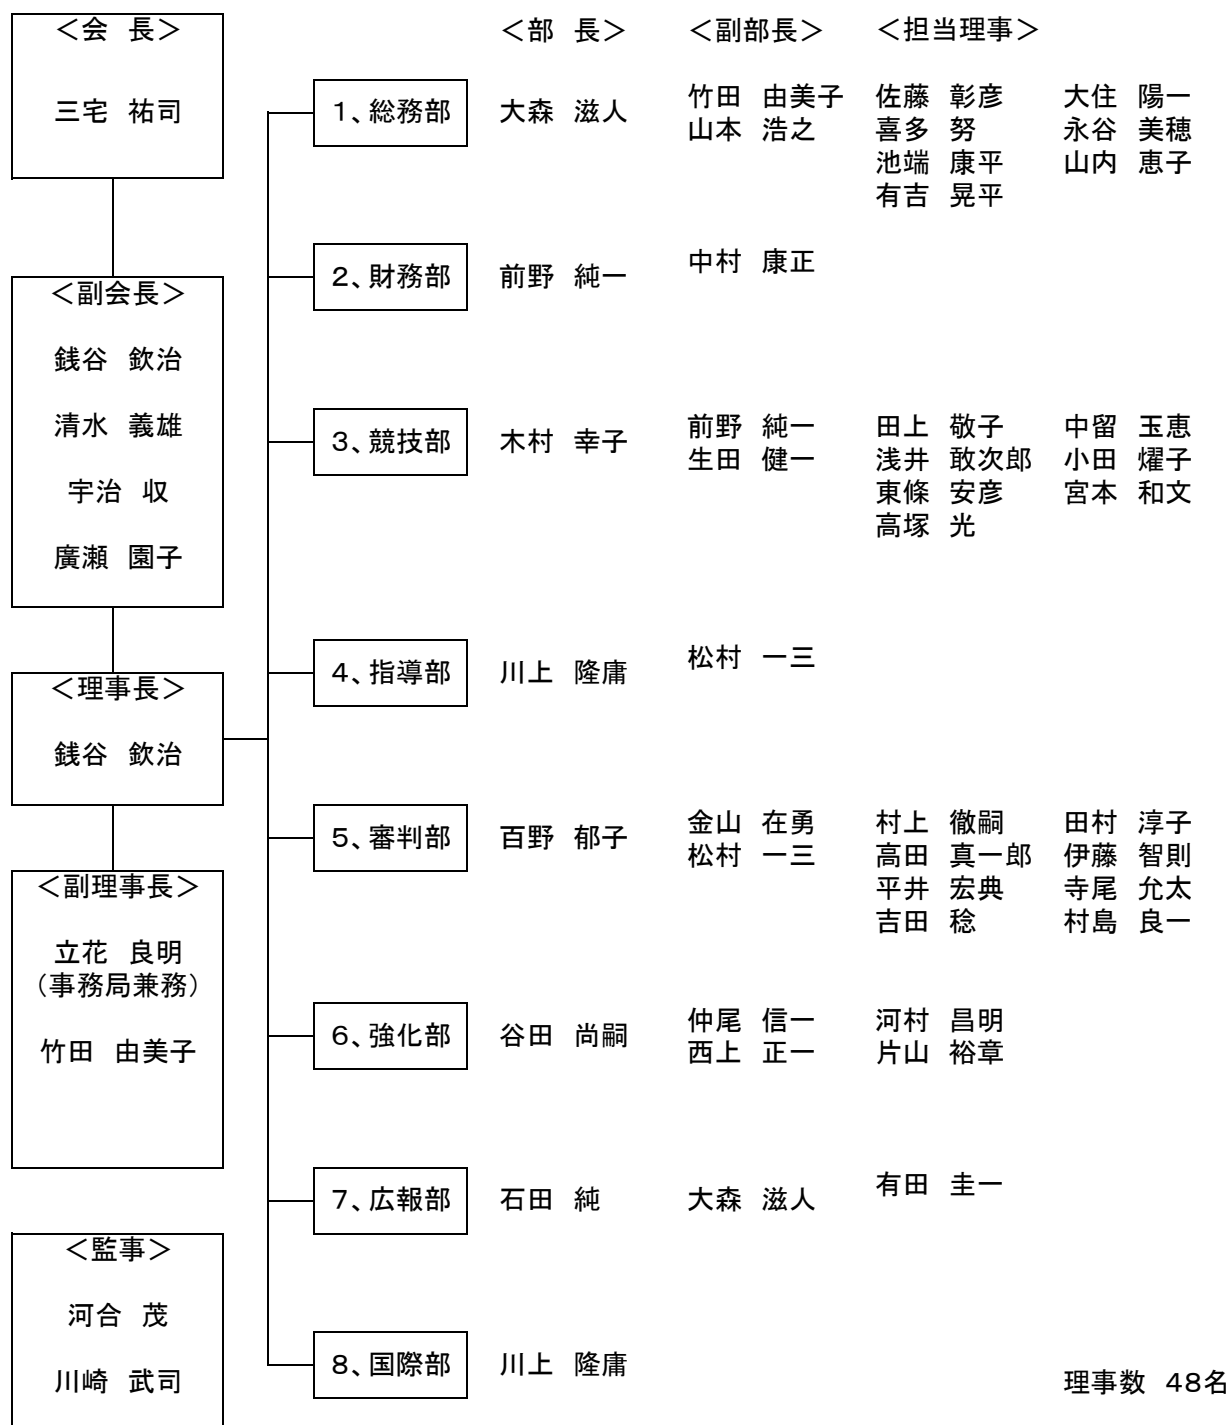 ＜会　長＞
三宅　祐司
＜副会長＞
銭谷　欽治
清水　義雄
宇治　収
廣瀬　園子
＜理事長＞
銭谷　欽治
＜副理事長＞
立花　良明
（事務局兼務）
竹田　由美子
＜監事＞
河合　茂
川崎　武司
＜部　長＞　＜副部長＞　＜担当理事＞
1、総務部　大森　滋人　竹田　由美子　佐藤　彰彦　大住　陽一
山本　浩之　喜多　努　永谷　美穂
池端　康平　山内　恵子
有吉　晃平
2、財務部　前野　純一　中村　康正
3、競技部　木村　幸子　前野　純一　田上　敬子　中留　玉恵
生田　健一　浅井　敢次郎　小田　燿子
東條　安彦　宮本　和文
高塚　光
4、指導部　川上　隆庸　松村　一三
5、審判部　百野　郁子　金山　在勇　村上　徹嗣　田村　淳子
松村　一三　高田　真一郎　伊藤　智則
平井　宏典　寺尾　允太
吉田　稔　村島　良一
6、強化部　谷田　尚嗣　仲尾　信一　河村　昌明
西上　正一　片山　裕章
7、広報部　石田　純　大森　滋人　有田　圭一
8、国際部　川上　隆庸
理事数　48名